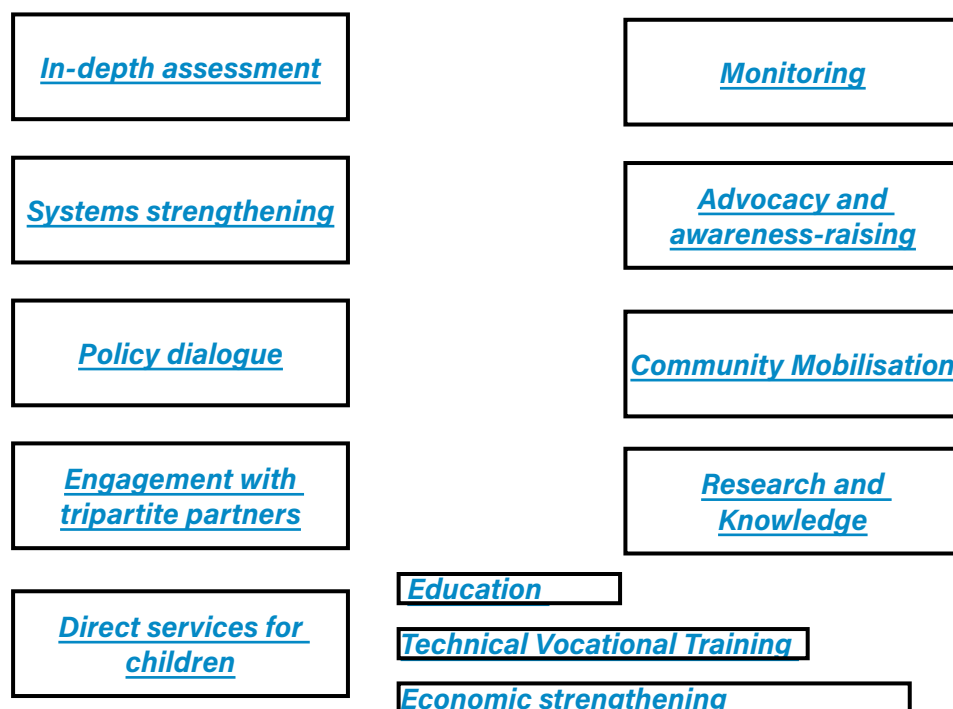 In-depth assessment
Monitoring
Systems strengthening
Advocacy and
awareness-raising
Policy dialogue
Community Mobilisation
Engagement with
tripartite partners
Research and
Knowledge
Direct services for
children
Education
Technical Vocational Training
Economic strengthening